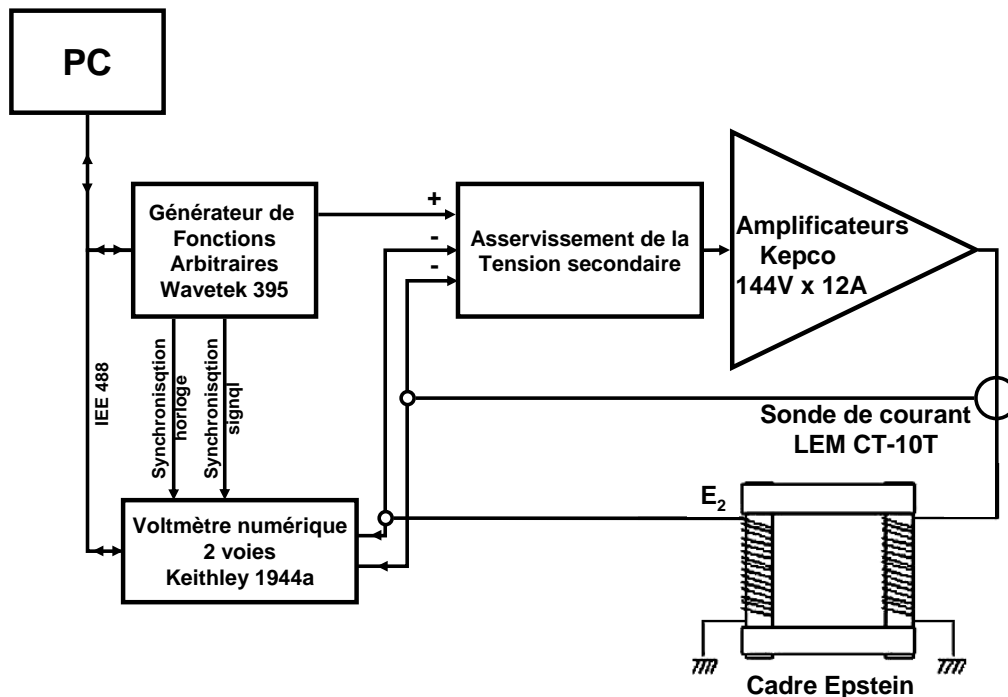 PC
Générateur de
Fonctions
Arbitraires
Wavetek 395
+
-
-
Asservissement de la
Tension secondaire
Amplificateurs
Kepco
144V x 12A
IEE 488
Synchronisqtion
horloge
Synchronisqtion
signql
Sonde de courant
LEM CT-10T
E₂
Voltmètre numérique
2 voies
Keithley 1944a
Cadre Epstein